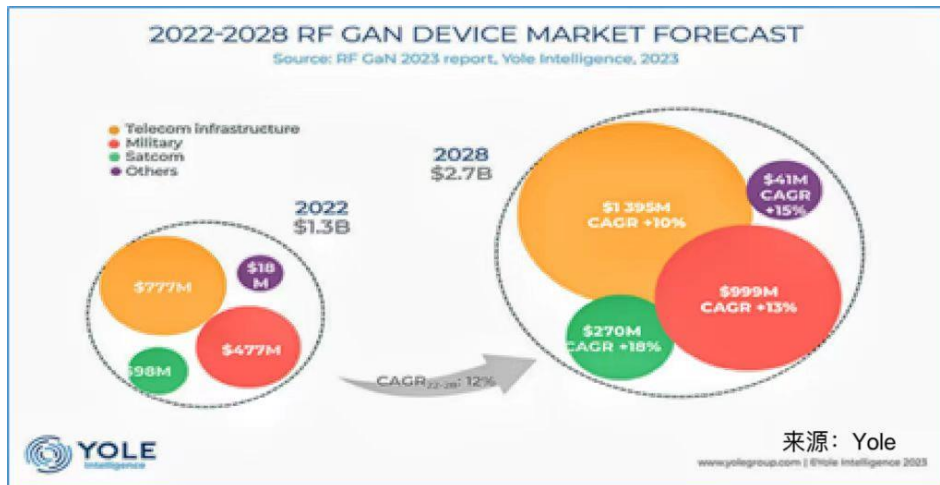 2022-2028 RF GAN DEVICE MARKET FORECAST
Source: RF GaN 2023 report, Yole Intelligence, 2023
Telecom infrastructure
Military
Satcom
Others
2022
$1.3B
$777M
$18
M
$477M
$98M
2028
$2.7B
$1 395M
CAGR +10%
$41M
CAGR
+15%
$999M
CAGR +13%
$270M
CAGR +18%
CAGR22-28: 12%
YOLE
Intelligence
来源：Yole
www.yolegroup.com | ©Yole Intelligence 2023